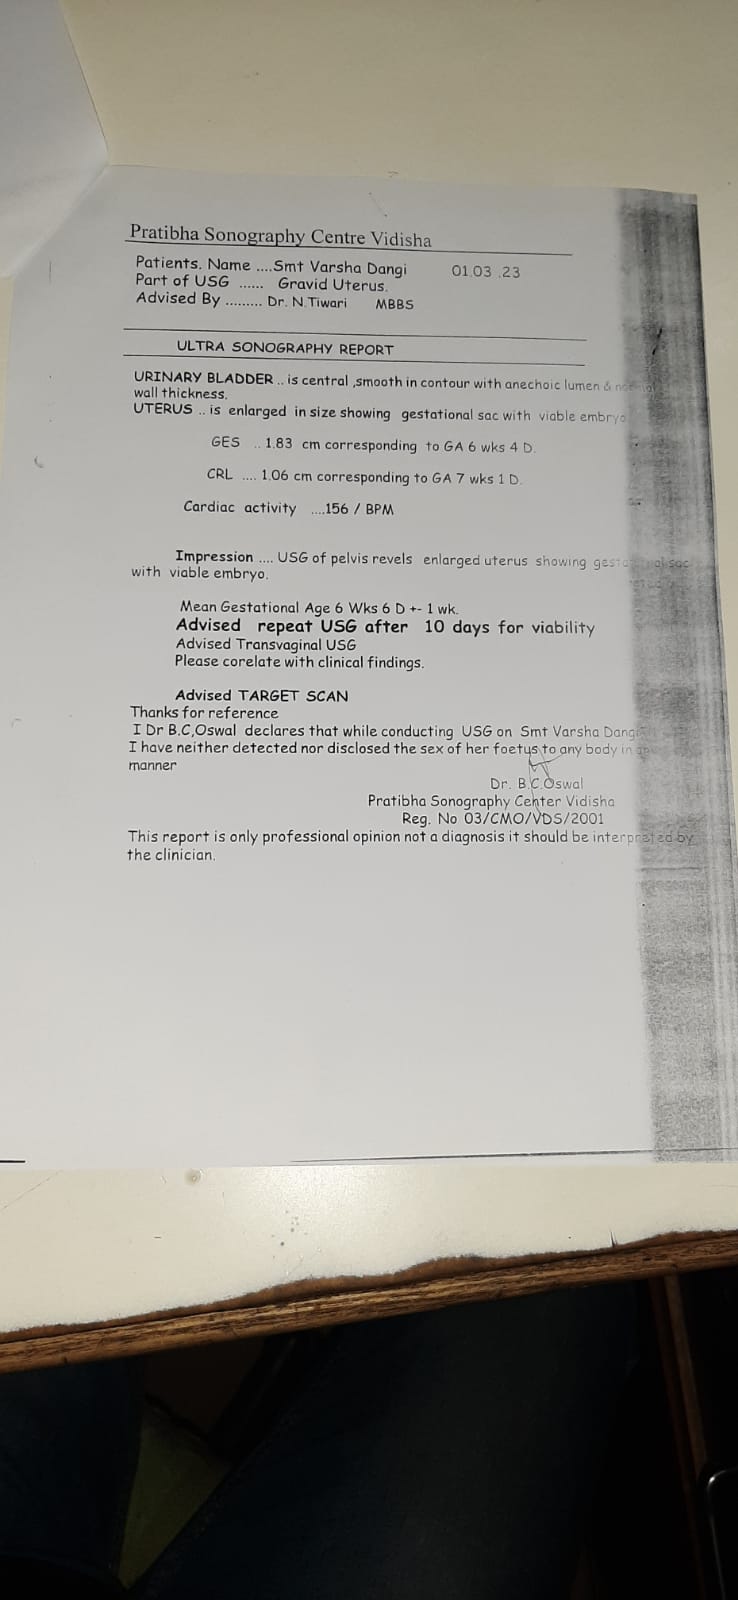 Pratibha Sonography Centre Vidisha
Patients. Name ....Smt Varsha Dangi 01.03 .23
Part of USG ...... Gravid Uterus.
Advised By ......... Dr. N.Tiwari MBBS
ULTRA SONOGRAPHY REPORT
URINARY BLADDER .. is central ,smooth in contour with anechoic lumen & normal
wall thickness.
UTERUS .. is enlarged in size showing gestational sac with viable embryo
GES .. 1.83 cm corresponding to GA 6 wks 4 D.
CRL .... 1.06 cm corresponding to GA 7 wks 1 D.
Cardiac activity ....156 / BPM
Impression .... USG of pelvis revels enlarged uterus showing gestational sac
with viable embryo.
Mean Gestational Age 6 Wks 6 D +- 1 wk.
Advised repeat USG after 10 days for viability
Advised Transvaginal USG
Please corelate with clinical findings.
Advised TARGET SCAN
Thanks for reference
I Dr B.C,Oswal declares that while conducting USG on Smt Varsha Dangi
I have neither detected nor disclosed the sex of her foetus to any body in
manner
Dr. B.C.Oswal
Pratibha Sonography Center Vidisha
Reg. No 03/CMO/VDS/2001
This report is only professional opinion not a diagnosis it should be interpreted by
the clinician.